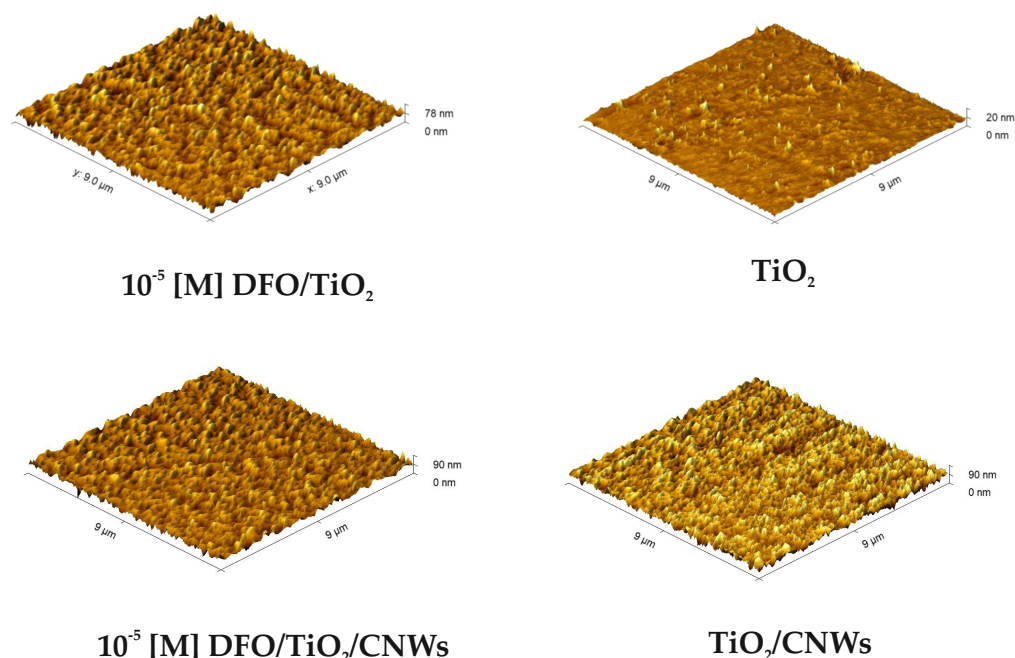 78 nm
0 nm
y: 9.0 µm
x: 9.0 µm
10⁻⁵ [M] DFO/TiO₂
20 nm
0 nm
9 µm
9 µm
TiO₂
90 nm
0 nm
9 µm
9 µm
10⁻⁵ [M] DFO/TiO₂/CNWs
90 nm
0 nm
9 µm
9 µm
TiO₂/CNWs